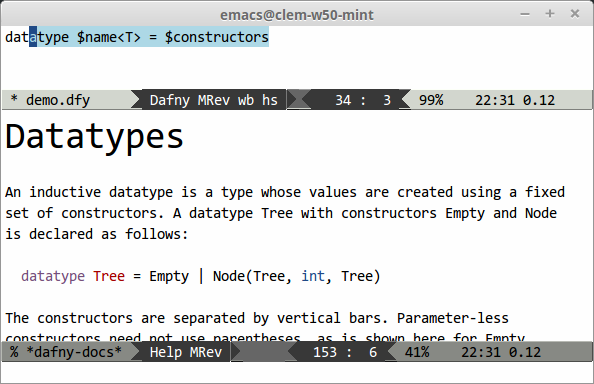 emacs@clem-w50-mint
datatype $name<T> = $constructors
* demo.dfy Dafny MRev wb hs 34 : 3 99% 22:31 0.12
Datatypes
An inductive datatype is a type whose values are created using a fixed
set of constructors. A datatype Tree with constructors Empty and Node
is declared as follows:
datatype Tree = Empty | Node(Tree, int, Tree)
The constructors are separated by vertical bars. Parameter-less
constructors need not use parentheses, as is shown here for Empty.
% *dafny-docs* Help MRev 153 : 6 41% 22:31 0.12